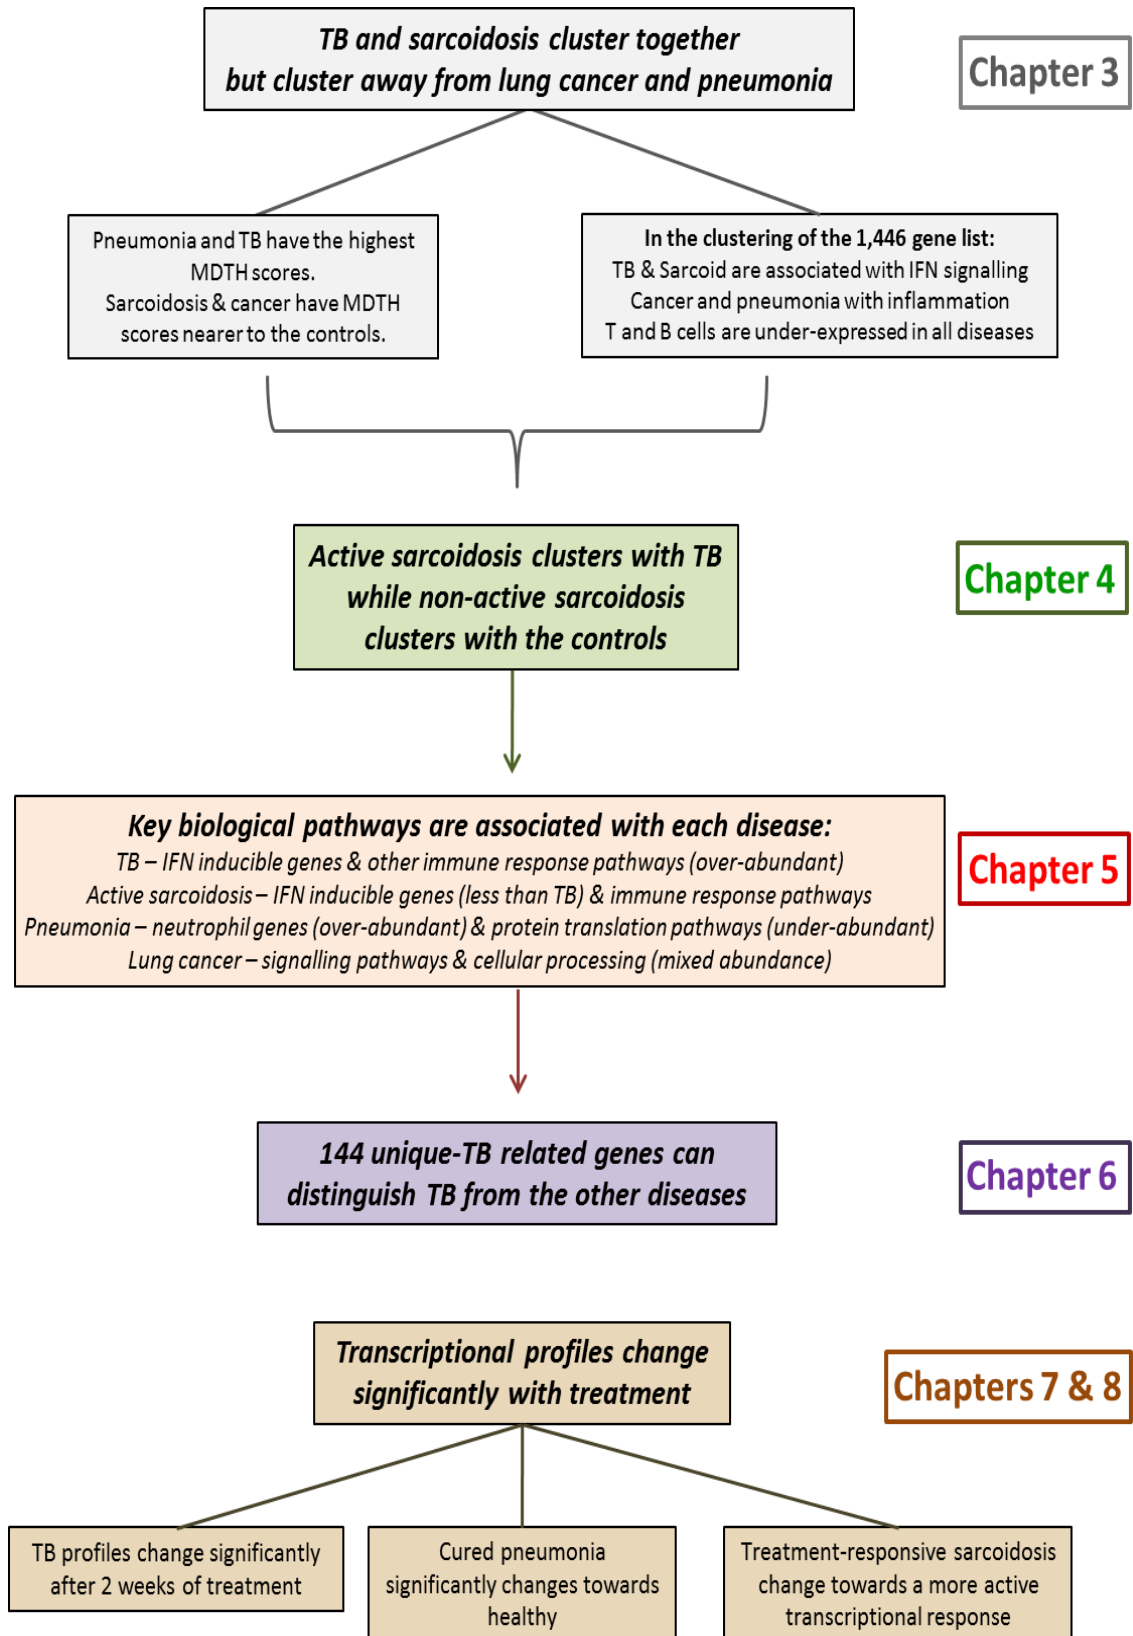 TB and sarcoidosis cluster together
but cluster away from lung cancer and pneumonia
Chapter 3
Pneumonia and TB have the highest
MDTH scores.
Sarcoidosis & cancer have MDTH
scores nearer to the controls.
In the clustering of the 1,446 gene list:
TB & Sarcoid are associated with IFN signalling
Cancer and pneumonia with inflammation
T and B cells are under-expressed in all diseases
Active sarcoidosis clusters with TB
while non-active sarcoidosis
clusters with the controls
Chapter 4
Key biological pathways are associated with each disease:
TB – IFN inducible genes & other immune response pathways (over-abundant)
Active sarcoidosis – IFN inducible genes (less than TB) & immune response pathways
Pneumonia – neutrophil genes (over-abundant) & protein translation pathways (under-abundant)
Lung cancer – signalling pathways & cellular processing (mixed abundance)
Chapter 5
144 unique-TB related genes can
distinguish TB from the other diseases
Chapter 6
Transcriptional profiles change
significantly with treatment
Chapters 7 & 8
TB profiles change significantly
after 2 weeks of treatment
Cured pneumonia
significantly changes towards
healthy
Treatment-responsive sarcoidosis
change towards a more active
transcriptional response